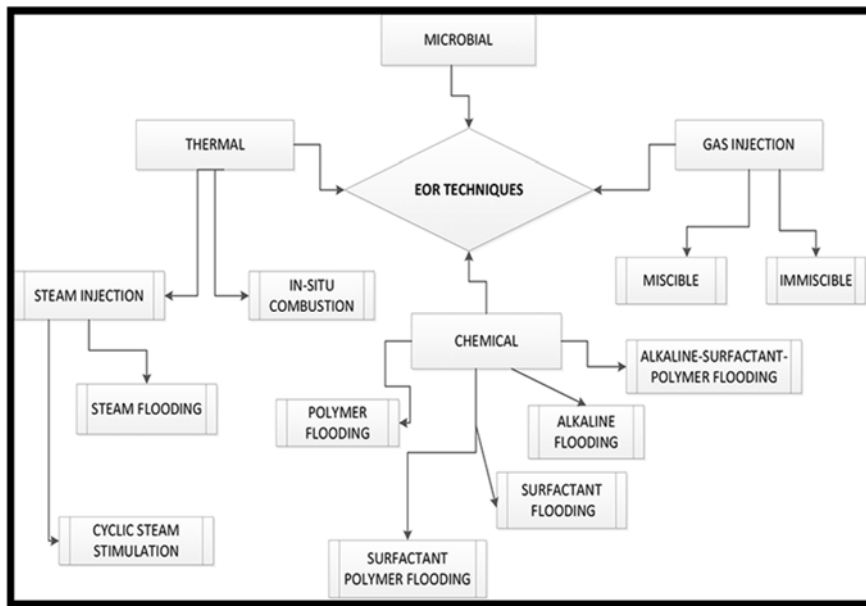 MICROBIAL
THERMAL
GAS INJECTION
EOR TECHNIQUES
STEAM INJECTION
IN-SITU
COMBUSTION
MISCIBLE
IMMISCIBLE
CHEMICAL
ALKALINE-SURFACTANT-
POLYMER FLOODING
STEAM FLOODING
POLYMER
FLOODING
ALKALINE
FLOODING
SURFACTANT
FLOODING
CYCLIC STEAM
STIMULATION
SURFACTANT
POLYMER FLOODING